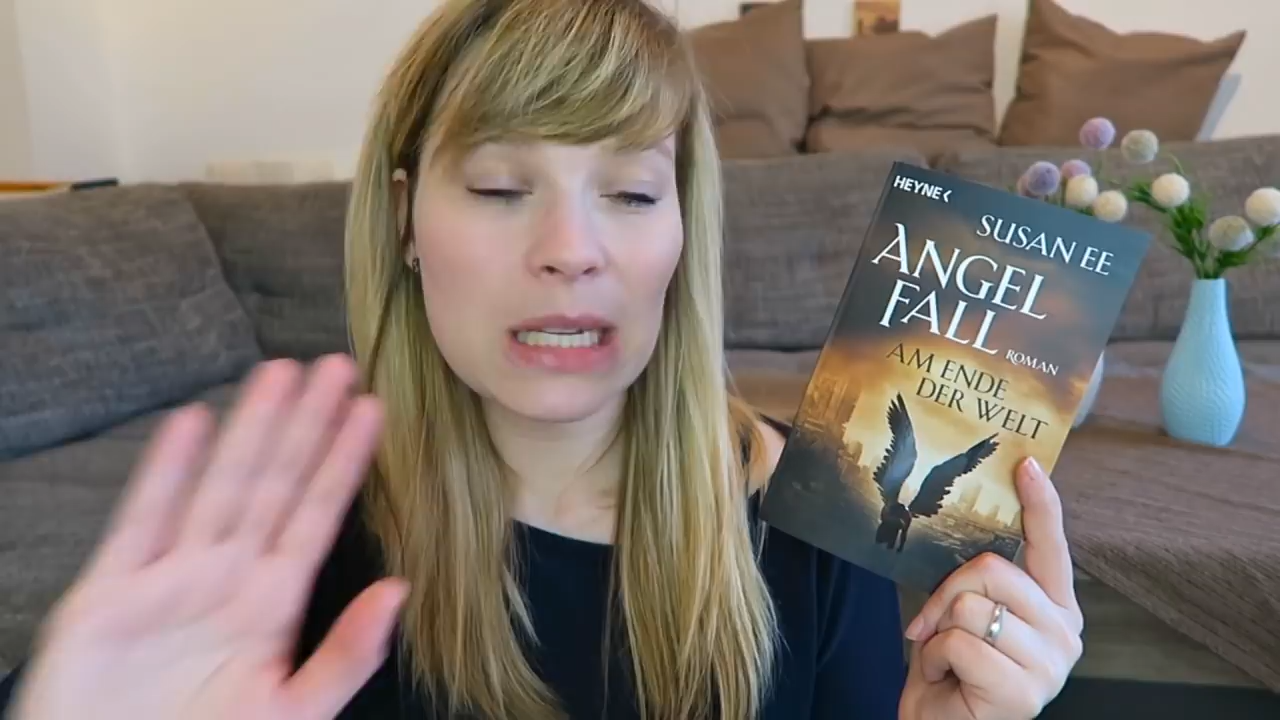 HEYNE
SUSAN EE
ANGEL
FALL
ROMAN
AM ENDE
DER WELT